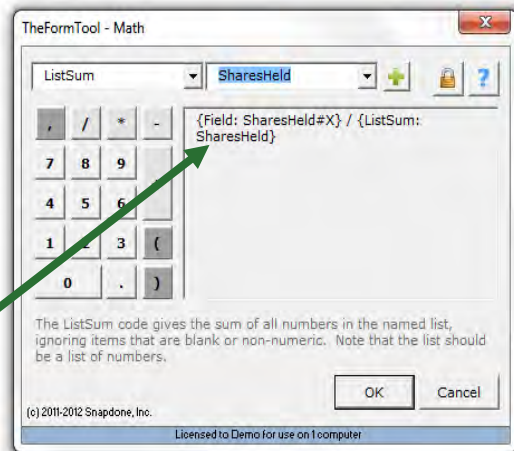 TheFormTool - Math
X
ListSum
SharesHeld
?
, / * -
{Field: SharesHeld#X} / {ListSum:
SharesHeld}
7 8 9
4 5 6
1 2 3 (
0 . )
The ListSum code gives the sum of all numbers in the named list,
ignoring items that are blank or non-numeric. Note that the list should
be a list of numbers.
OK Cancel
(c) 2011-2012 Snapdone, Inc.
Licensed to Demo for use on 1 computer